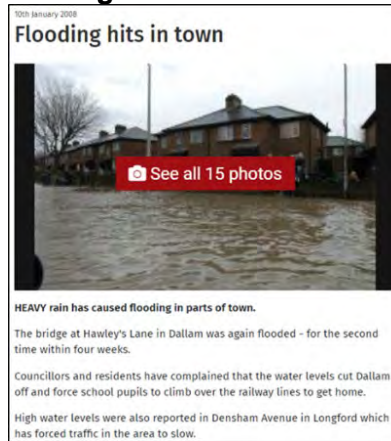 10th January 2008
Flooding hits in town
See all 15 photos
HEAVY rain has caused flooding in parts of town.
The bridge at Hawley's Lane in Dallam was again flooded - for the second
time within four weeks.
Councillors and residents have complained that the water levels cut Dallam
off and force school pupils to climb over the railway lines to get home.
High water levels were also reported in Densham Avenue in Longford which
has forced traffic in the area to slow.